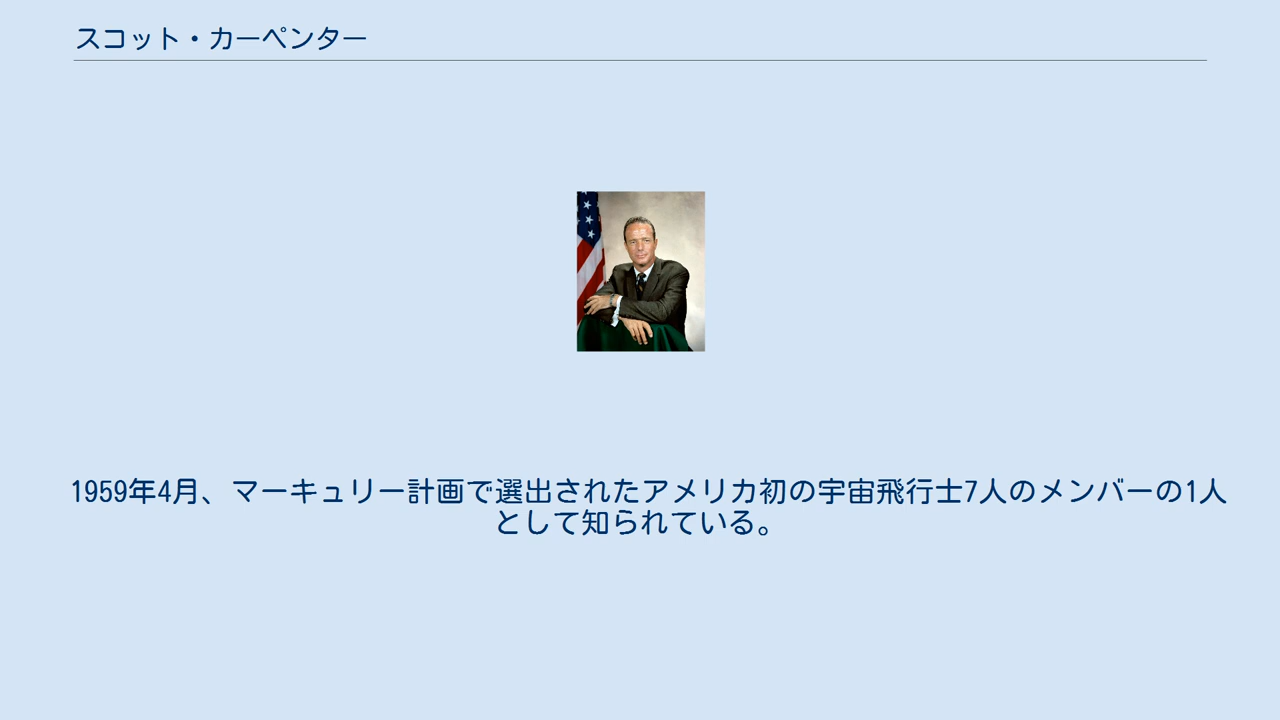 スコット・カーペンター
1959年4月、マーキュリー計画で選出されたアメリカ初の宇宙飛行士7人のメンバーの1人
として知られている。